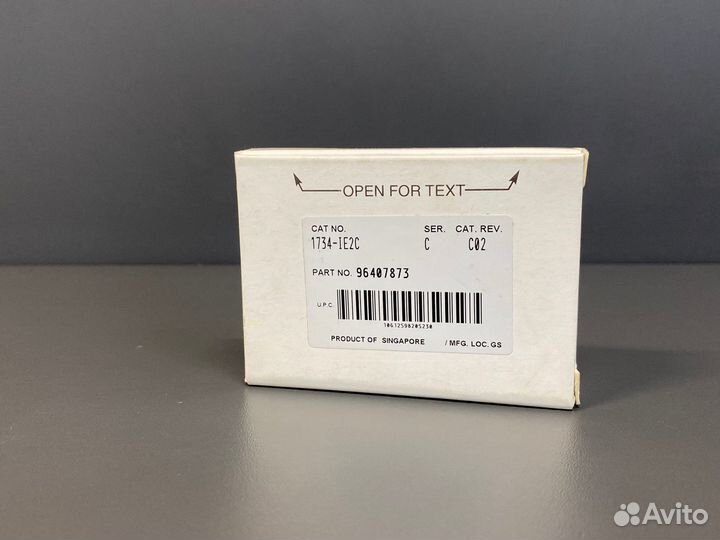 OPEN FOR TEXT
CAT NO. SER. CAT. REV.
1734-IE2C C C02
PART NO. 96407873
U.P.C.
10612598205230
PRODUCT OF SINGAPORE / MFG. LOC. GS
Avito